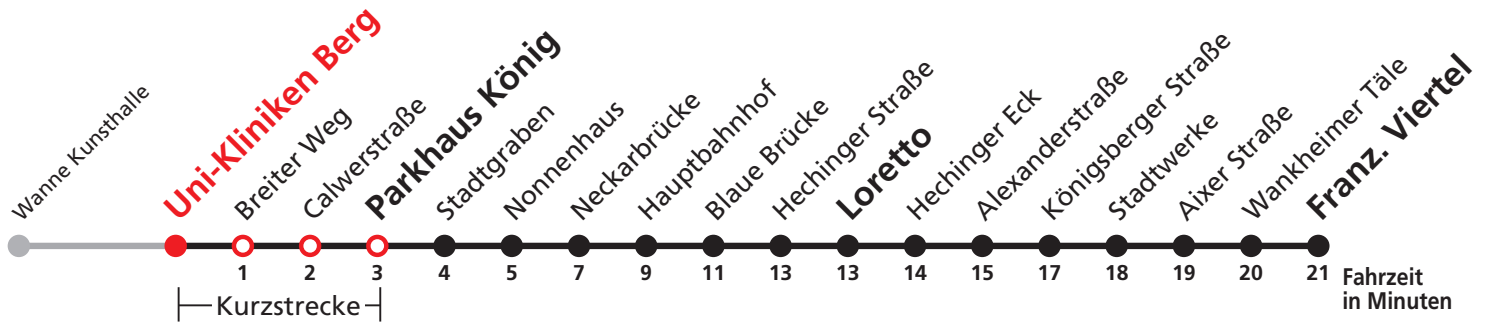 Wanne Kunsthalle
Uni-Kliniken Berg
Breiter Weg
Calwerstraße
Parkhaus König
Stadtgraben
Nonnenhaus
Neckarbrücke
Hauptbahnhof
Blaue Brücke
Hechinger Straße
Loretto
Hechinger Eck
Alexanderstraße
Königsberger Straße
Stadtwerke
Aixer Straße
Wankheimer Täle
Franz. Viertel
1 2 3 4 5 7 9 11 13 13 14 15 17 18 19 20 21
Fahrzeit
in Minuten
Kurzstrecke